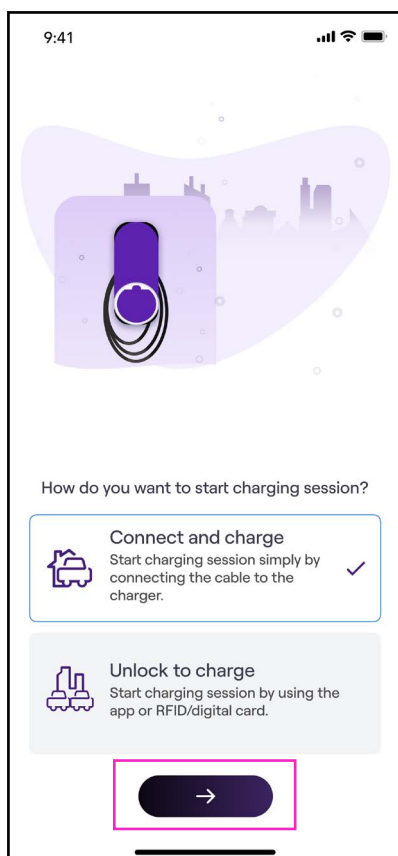 9:41
How do you want to start charging session?
Connect and charge
Start charging session simply by
connecting the cable to the
charger.
Unlock to charge
Start charging session by using the
app or RFID/digital card.